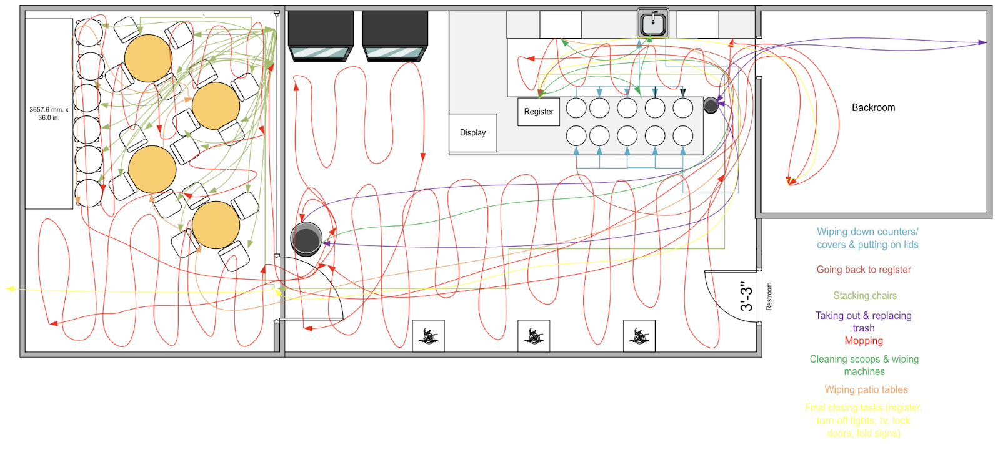 3657.6 mm. x
36.0 in.
Register
Display
Backroom
3'-3"
Restroom
Wiping down counters/
covers & putting on lids
Going back to register
Stacking chairs
Taking out & replacing
trash
Mopping
Cleaning scoops & wiping
machines
Wiping patio tables
Final closing tasks (register,
turn off lights, tv, lock
doors, fold signs)